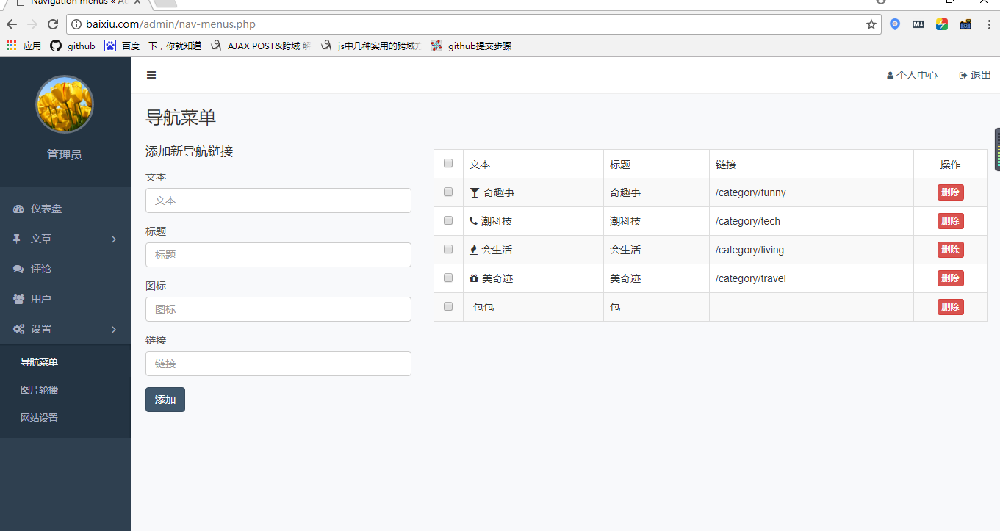 Navigation menus « Ac
baixiu.com/admin/nav-menus.php
应用 github 百度一下，你就知道 AJAX POST&跨域 解 js中几种实用的跨域方 github提交步骤
管理员
仪表盘
文章
评论
用户
设置
导航菜单
图片轮播
网站设置
个人中心 退出
导航菜单
添加新导航链接
文本
文本
标题
标题
图标
图标
链接
链接
添加
文本 标题 链接 操作
奇趣事 奇趣事 /category/funny 删除
潮科技 潮科技 /category/tech 删除
会生活 会生活 /category/living 删除
美奇迹 美奇迹 /category/travel 删除
包包 包 删除